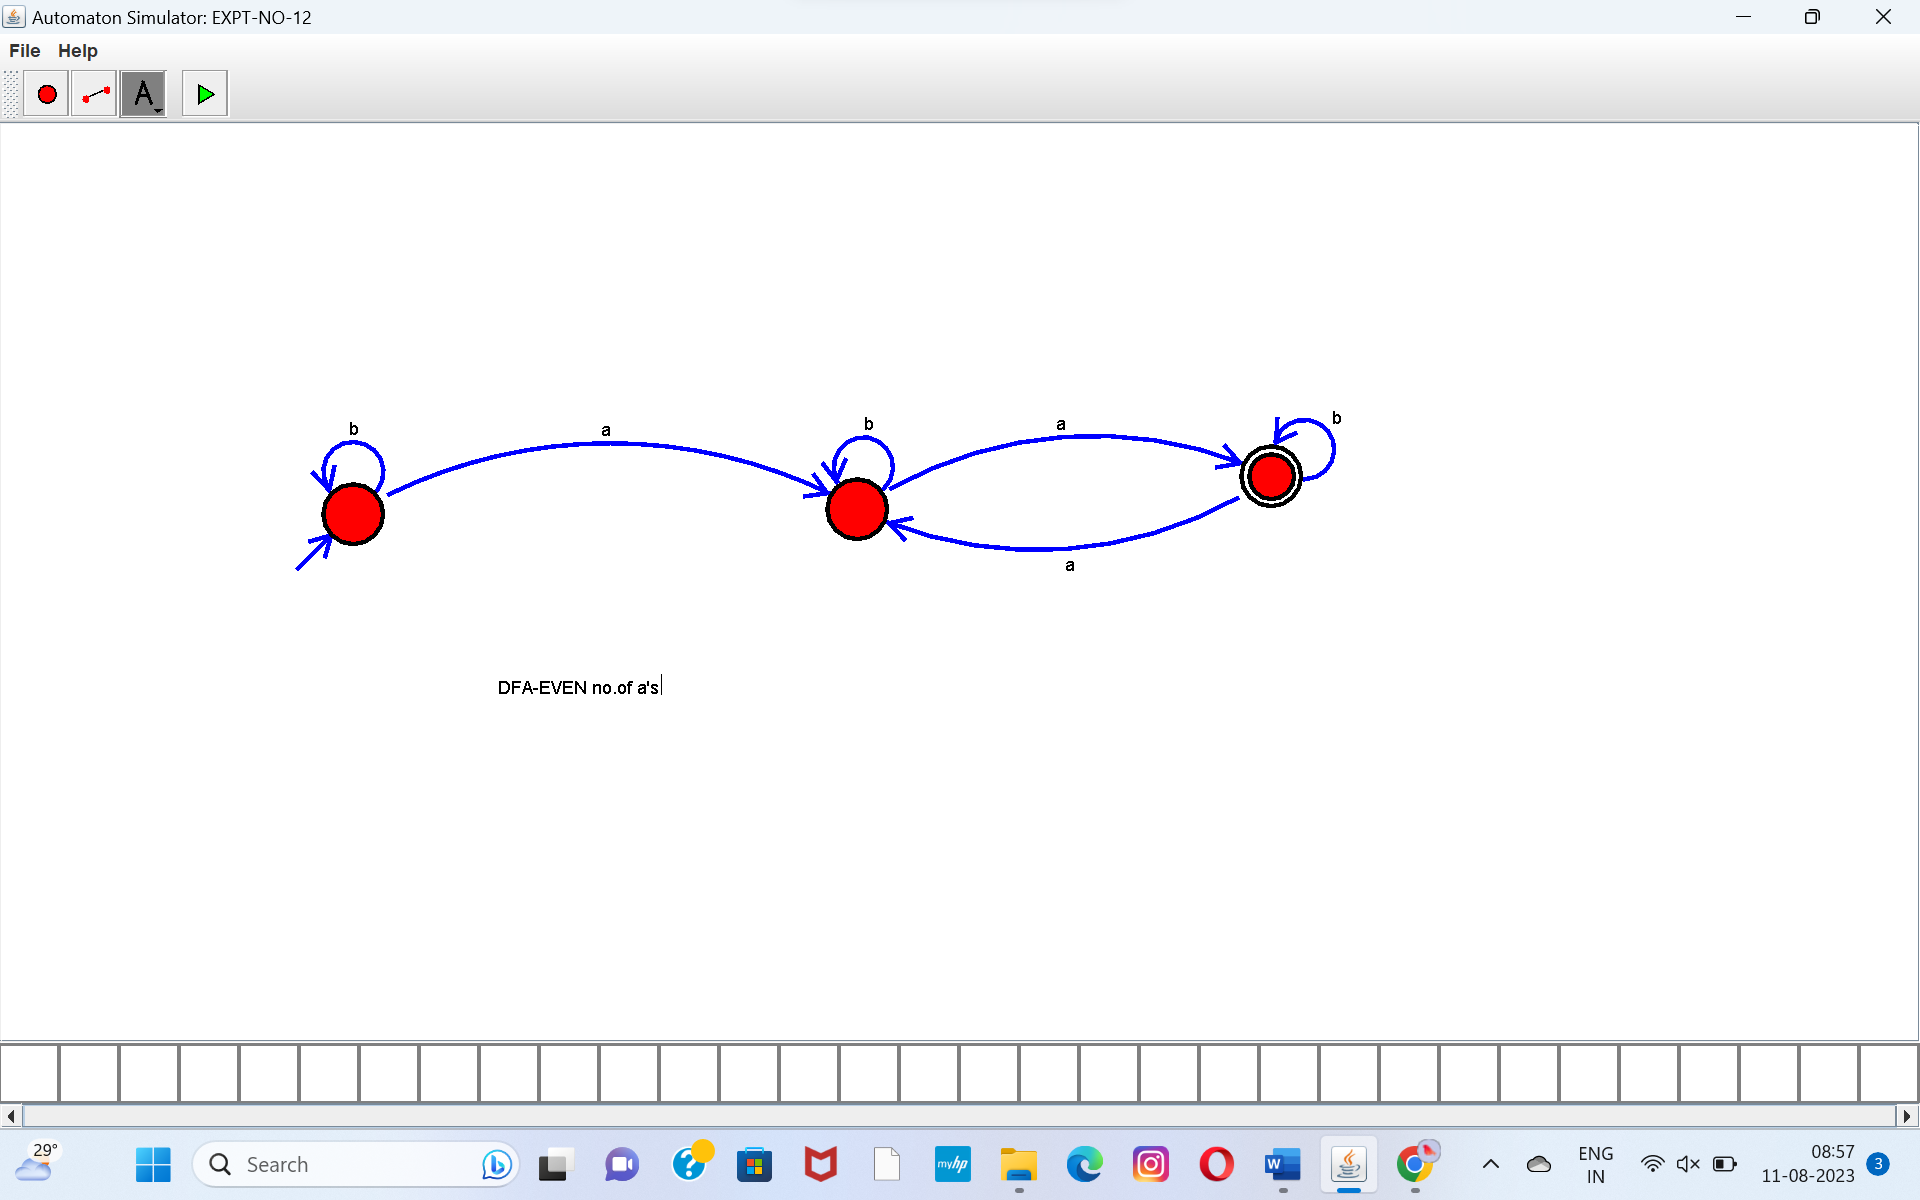 Automaton Simulator: EXPT-NO-12
File Help
A
b
a
b
a
b
a
DFA-EVEN no.of a's
29°
Search
myhp
W
ENG
IN
08:57
11-08-2023
3